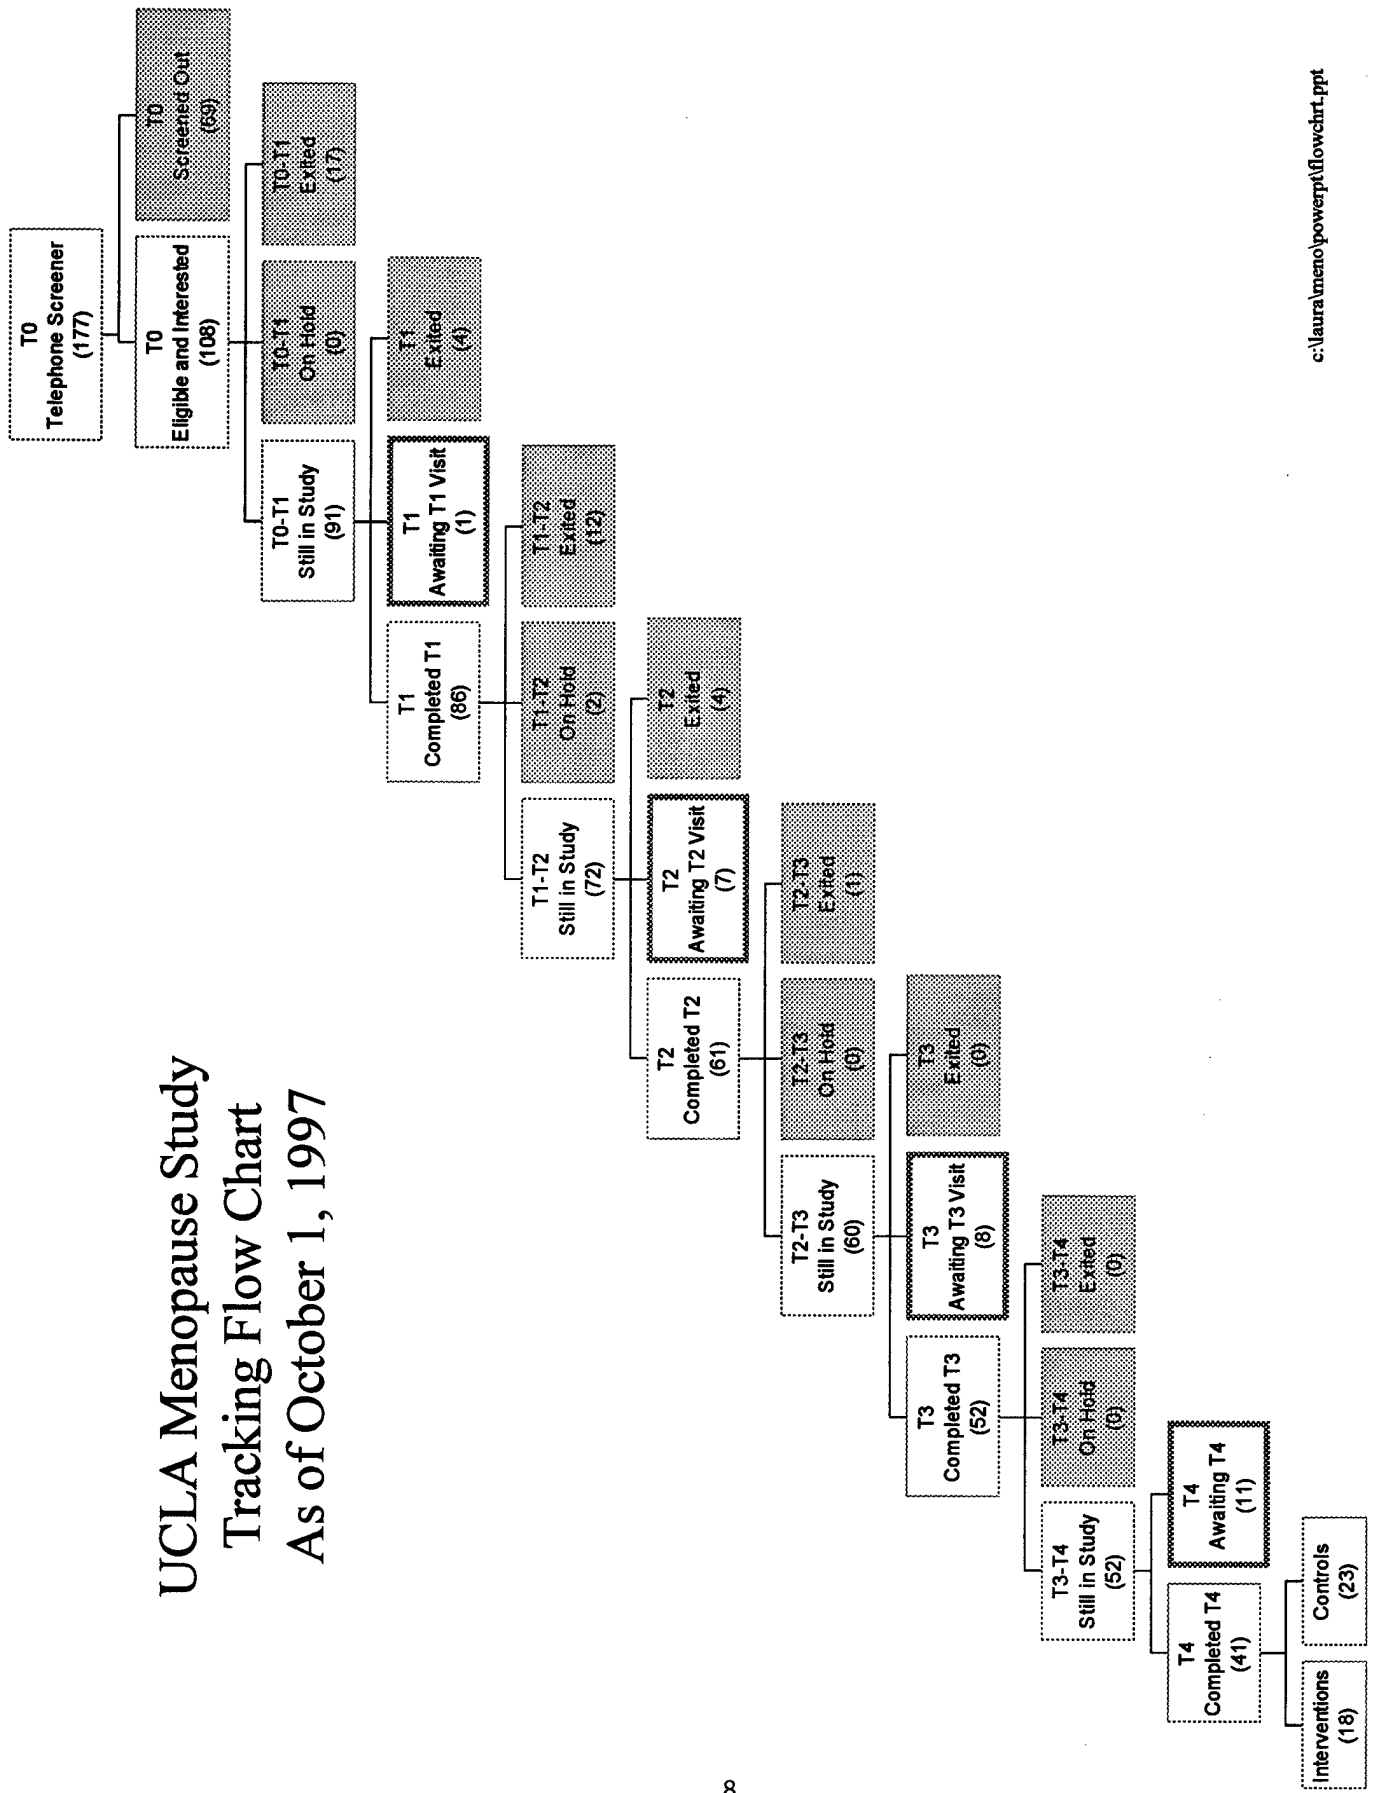 UCLA Menopause Study
Tracking Flow Chart
As of October 1, 1997
T0
Telephone Screener
(177)
T0
Eligible and Interested
(108)
T0
Screened Out
(69)
T0-T1
Still in Study
(91)
T0-T1
On Hold
(0)
T0-T1
Exited
(17)
T1
Completed T1
(86)
T1
Awaiting T1 Visit
(1)
T1
Exited
(4)
T1-T2
Still in Study
(72)
T1-T2
On Hold
(2)
T1-T2
Exited
(12)
T2
Completed T2
(61)
T2
Awaiting T2 Visit
(7)
T2
Exited
(4)
T2-T3
Still in Study
(60)
T2-T3
On Hold
(0)
T2-T3
Exited
(1)
T3
Completed T3
(52)
T3
Awaiting T3 Visit
(8)
T3
Exited
(0)
T3-T4
Still in Study
(52)
T3-T4
On Hold
(0)
T3-T4
Exited
(0)
T4
Completed T4
(41)
T4
Awaiting T4
(11)
Interventions
(18)
Controls
(23)
c:\laura\meno\powerpt\flowchrt.ppt
8